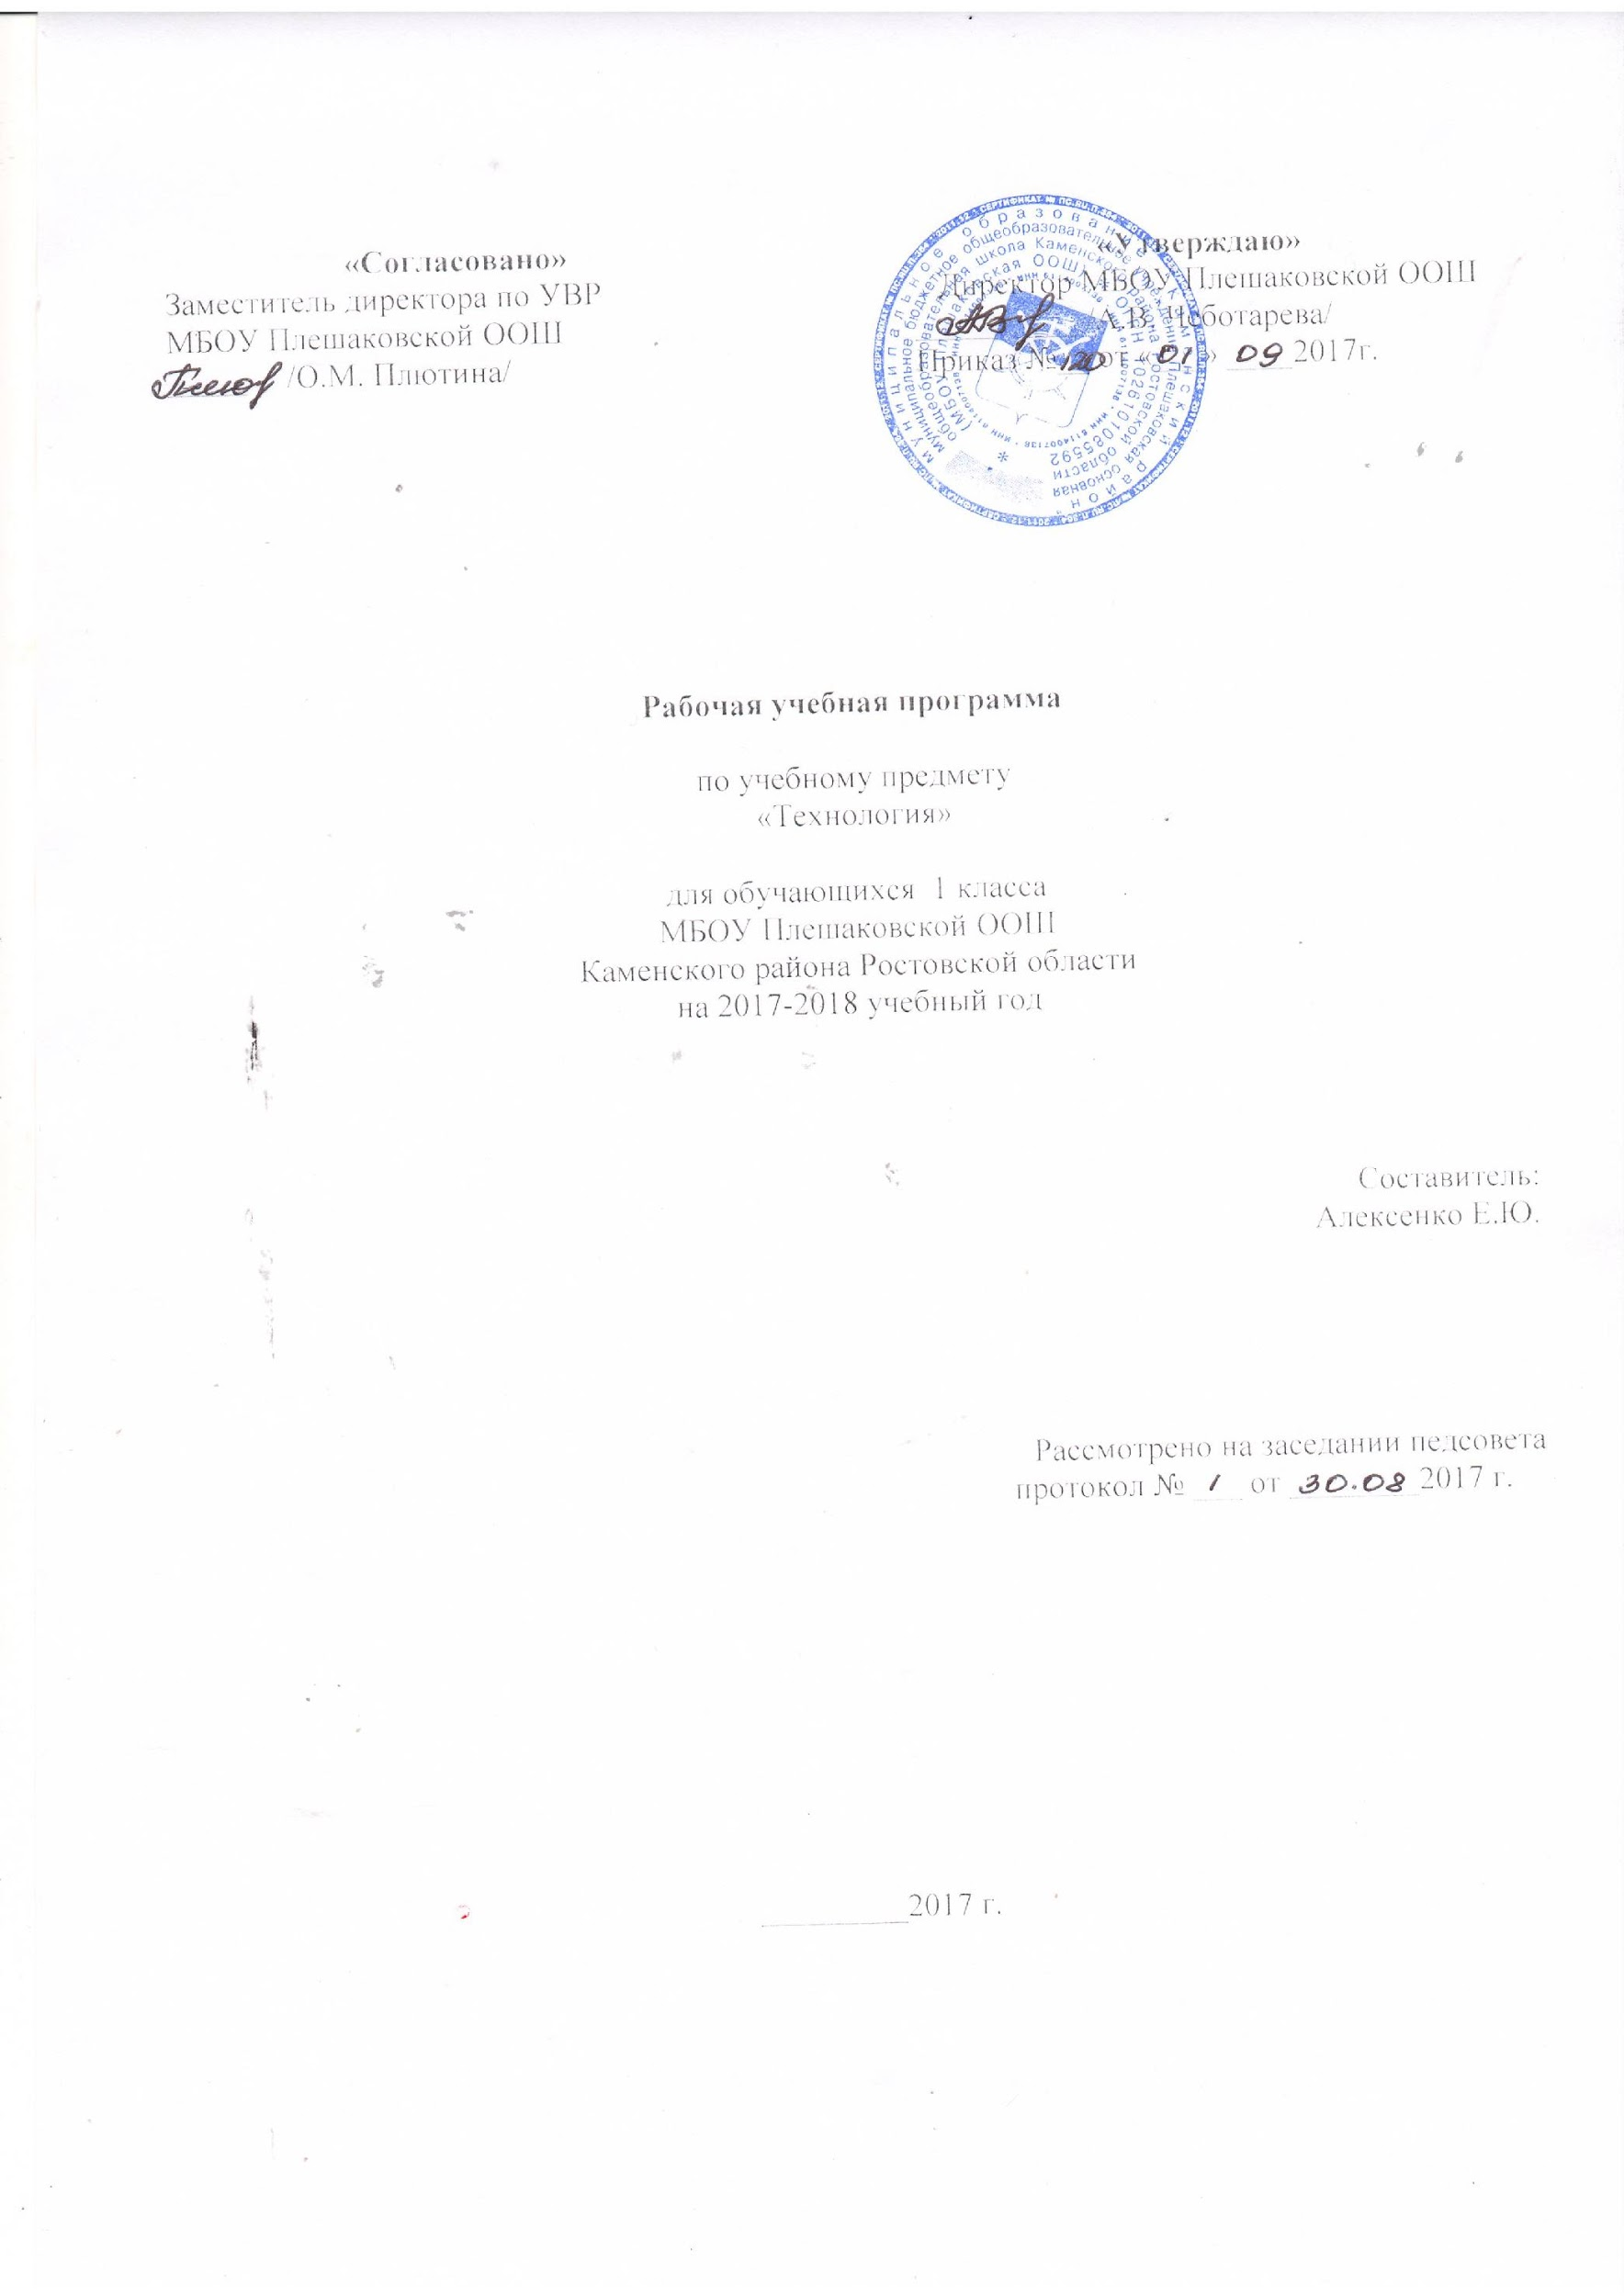 «Согласовано»
Заместитель директора по УВР
МБОУ Плешаковской ООШ
/О.М. Плютина/
«Утверждаю»
Директор МБОУ Плешаковской ООШ
/А.В. Чеботарева/
Приказ № 120 от «01» 09 2017г.
Рабочая учебная программа
по учебному предмету
«Технология»
для обучающихся 1 класса
МБОУ Плешаковской ООШ
Каменского района Ростовской области
на 2017-2018 учебный год
Составитель:
Алексенко Е.Ю.
Рассмотрено на заседании педсовета
протокол № 1 от 30.08 2017 г.
________2017 г.